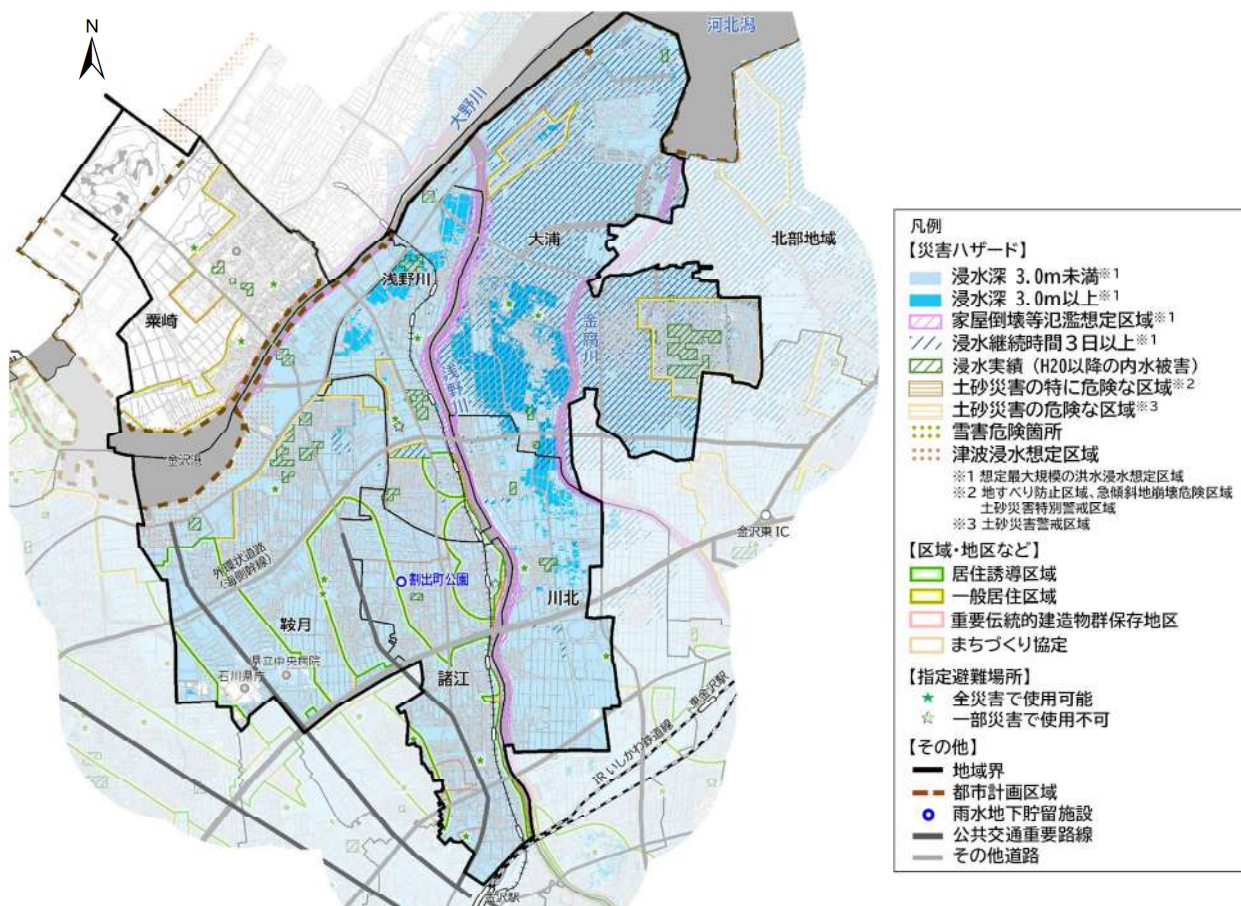 N
河北潟
大野川
大浦
北部地域
浅野川
粟崎
金腐川
浅野川
金沢港
金沢東IC
外環状道路
(海側幹線)
割出町公園
川北
鞍月
県立中央病院
石川県庁
諸江
東金沢駅
IRいしかわ鉄道線
金沢駅
凡例
【災害ハザード】
浸水深 3.0m未満※1
浸水深 3.0m以上※1
家屋倒壊等氾濫想定区域※1
浸水継続時間3日以上※1
浸水実績（H20以降の内水被害）
土砂災害の特に危険な区域※2
土砂災害の危険な区域※3
雪害危険箇所
津波浸水想定区域
※1 想定最大規模の洪水浸水想定区域
※2 地すべり防止区域、急傾斜地崩壊危険区域
土砂災害特別警戒区域
※3 土砂災害警戒区域
【区域・地区など】
居住誘導区域
一般居住区域
重要伝統的建造物群保存地区
まちづくり協定
【指定避難場所】
全災害で使用可能
一部災害で使用不可
【その他】
地域界
都市計画区域
雨水地下貯留施設
公共交通重要路線
その他道路